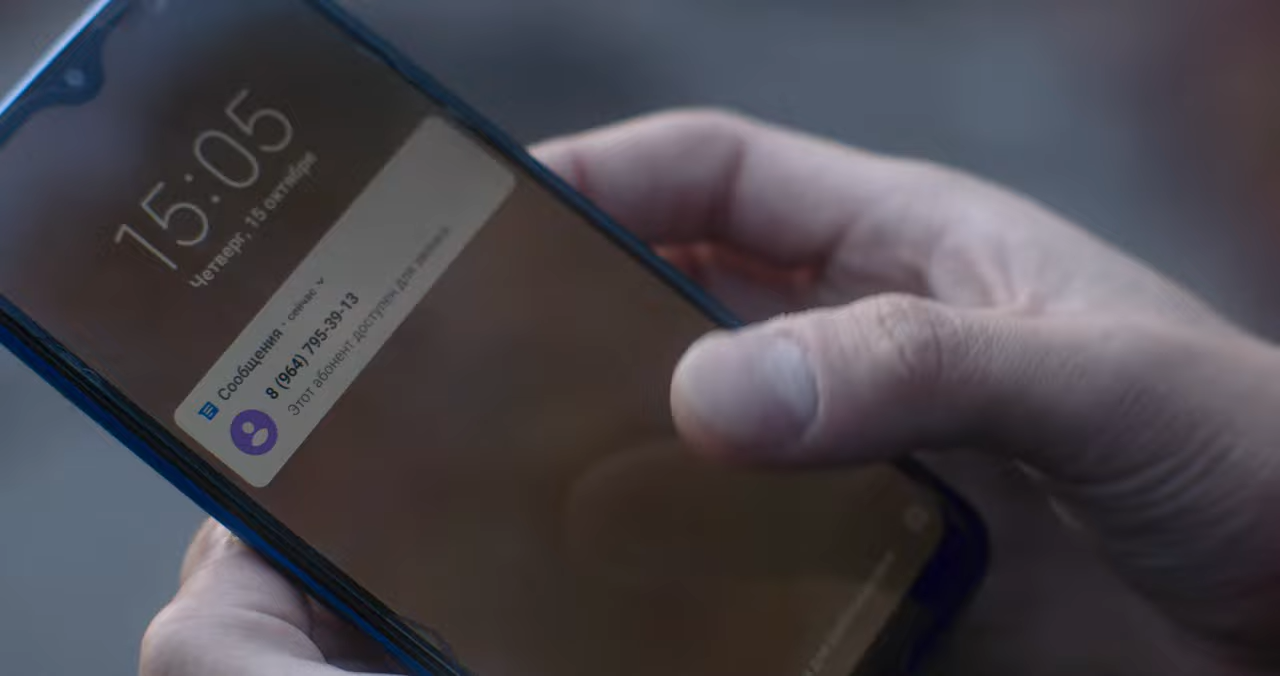 15:05
Четверг, 15 октября
Сообщения · сейчас
8 (964) 795-39-13
Этот абонент доступен для звонка